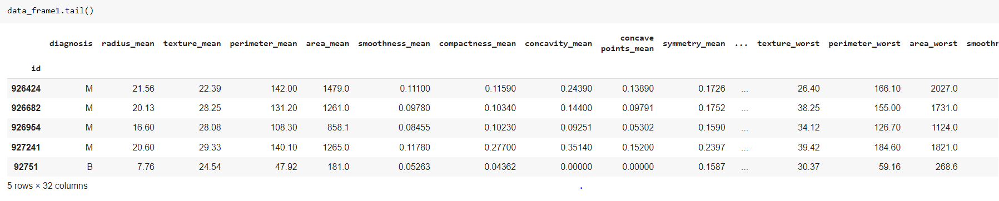 data_frame1.tail()
diagnosis radius_mean texture_mean perimeter_mean area_mean smoothness_mean compactness_mean concavity_mean concave points_mean symmetry_mean ... texture_worst perimeter_worst area_worst smoothr
id
926424 M 21.56 22.39 142.00 1479.0 0.11100 0.11590 0.24390 0.13890 0.1726 ... 26.40 166.10 2027.0
926682 M 20.13 28.25 131.20 1261.0 0.09780 0.10340 0.14400 0.09791 0.1752 ... 38.25 155.00 1731.0
926954 M 16.60 28.08 108.30 858.1 0.08455 0.10230 0.09251 0.05302 0.1590 ... 34.12 126.70 1124.0
927241 M 20.60 29.33 140.10 1265.0 0.11780 0.27700 0.35140 0.15200 0.2397 ... 39.42 184.60 1821.0
92751 B 7.76 24.54 47.92 181.0 0.05263 0.04362 0.00000 0.00000 0.1587 ... 30.37 59.16 268.6
5 rows × 32 columns